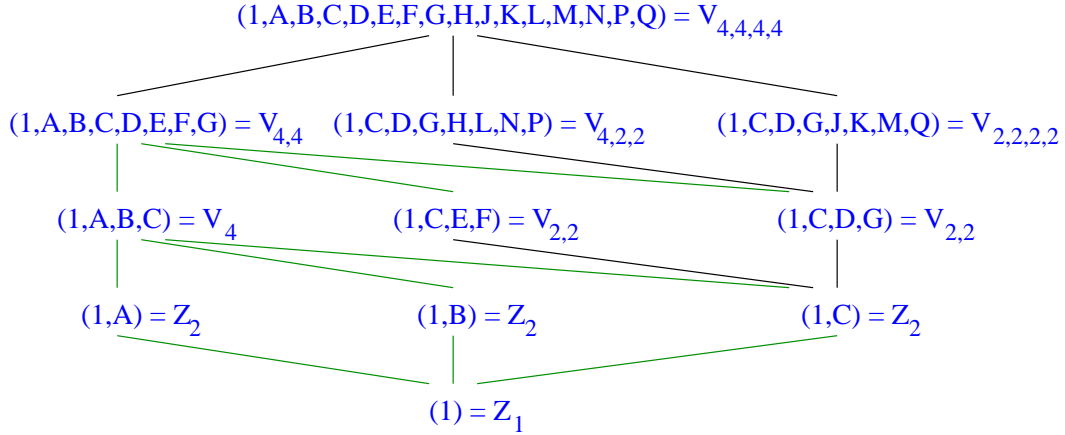 (1,A,B,C,D,E,F,G,H,J,K,L,M,N,P,Q) = V4,4,4,4
(1,A,B,C,D,E,F,G) = V4,4 (1,C,D,G,H,L,N,P) = V4,2,2 (1,C,D,G,J,K,M,Q) = V2,2,2,2
(1,A,B,C) = V4 (1,C,E,F) = V2,2 (1,C,D,G) = V2,2
(1,A) = Z2 (1,B) = Z2 (1,C) = Z2
(1) = Z1